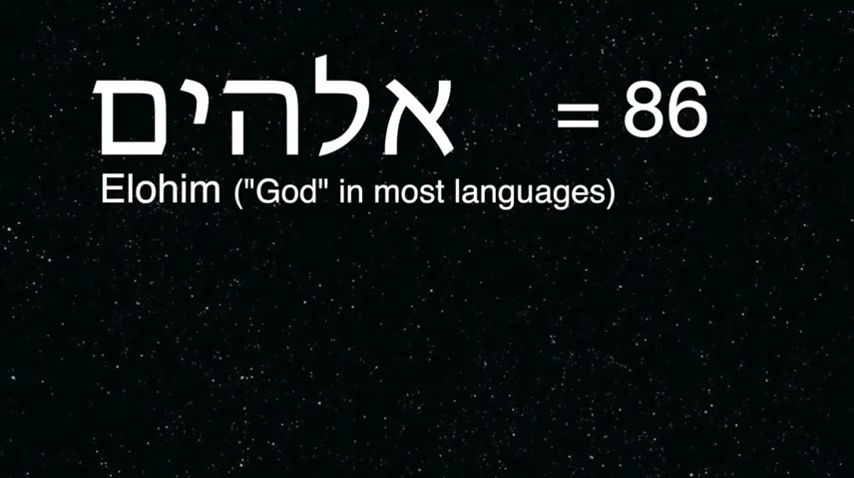 אלהים = 86
Elohim ("God" in most languages)